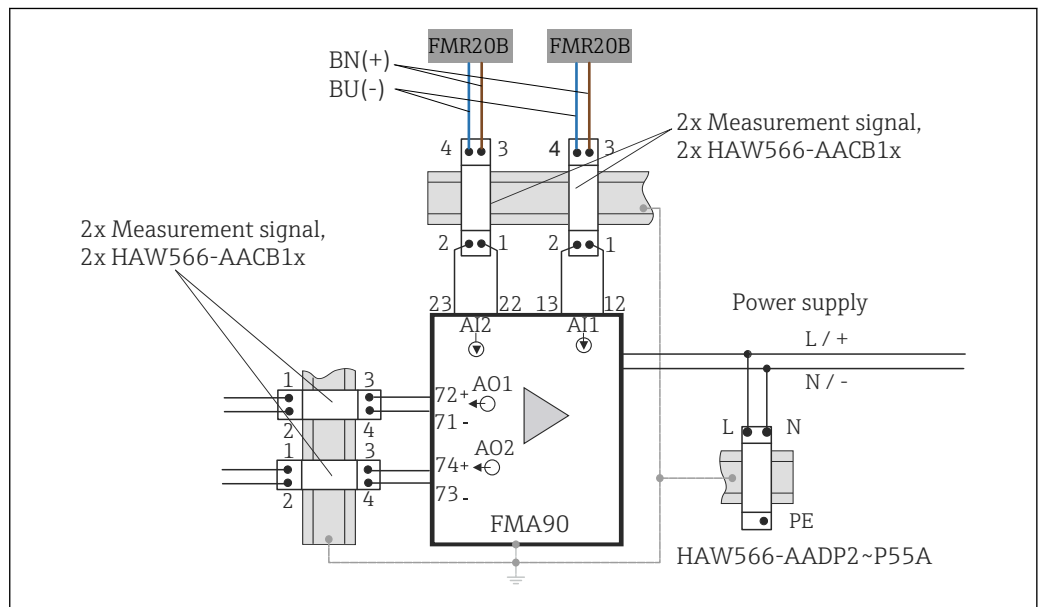 FMR20B FMR20B
BN(+)
BU(-)
2x Measurement signal,
2x HAW566-AACB1x
4 3 4 3
2x Measurement signal,
2x HAW566-AACB1x
2 1 2 1
23 22 13 12
AI2 AI1
Power supply
L / +
N / -
1 3
72+ AO1
71 -
2 4
L N
1 3
AO2
74+
73 -
2 4
FMA90
PE
HAW566-AADP2~P55A